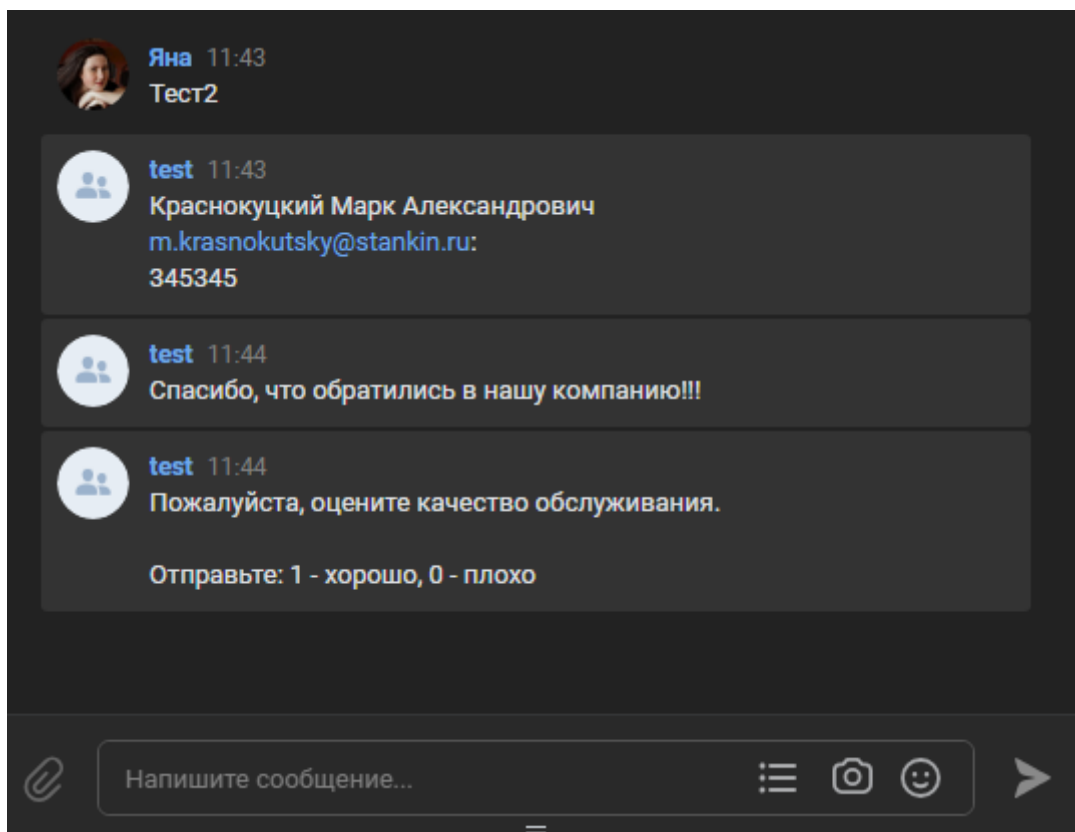 Яна 11:43
Тест2
test 11:43
Краснокуцкий Марк Александрович
m.krasnokutsky@stankin.ru:
345345
test 11:44
Спасибо, что обратились в нашу компанию!!!
test 11:44
Пожалуйста, оцените качество обслуживания.
Отправьте: 1 - хорошо, 0 - плохо
Напишите сообщение...